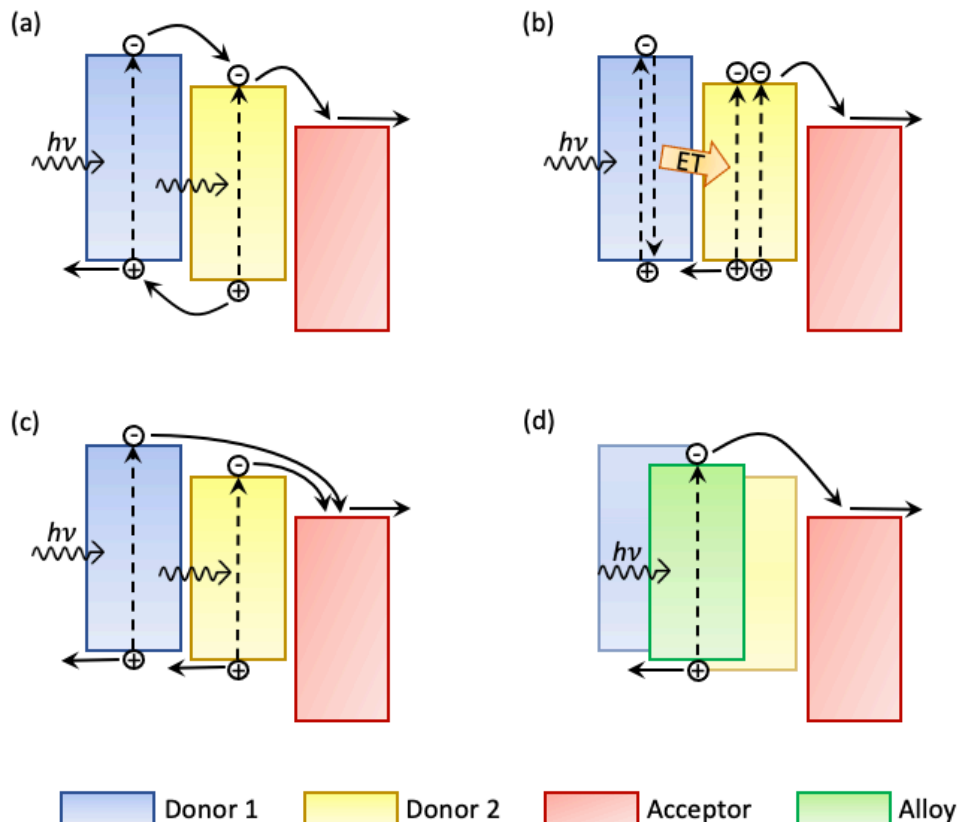 (a)
(b)
hν
hν
ET
(c)
(d)
hν
hν
Donor 1
Donor 2
Acceptor
Alloy